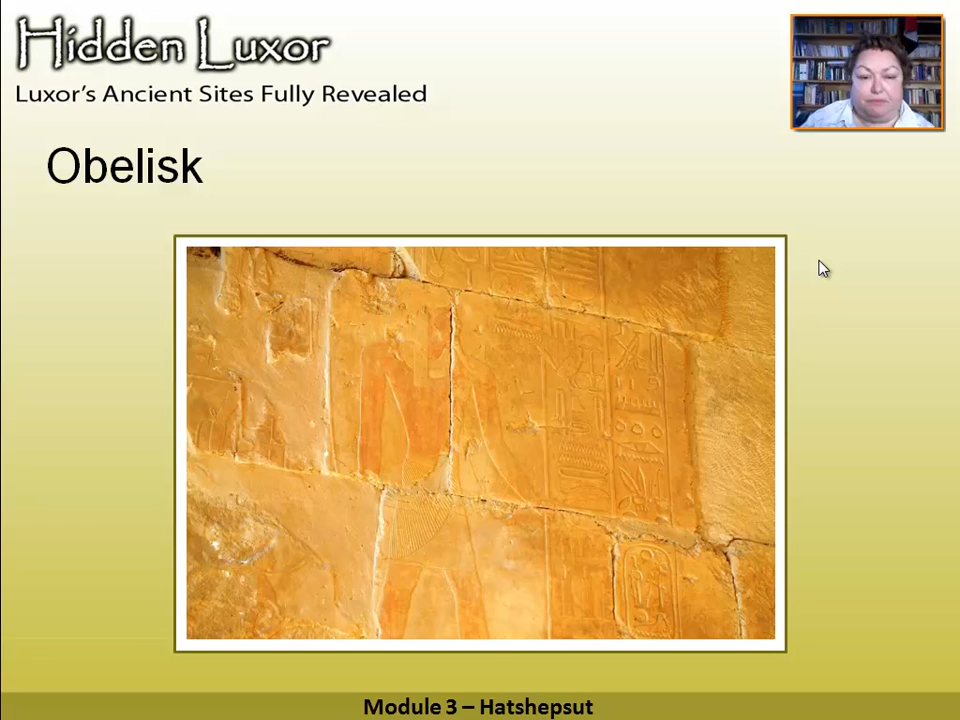 Hidden Luxor
Luxor's Ancient Sites Fully Revealed
Obelisk
Module 3 – Hatshepsut